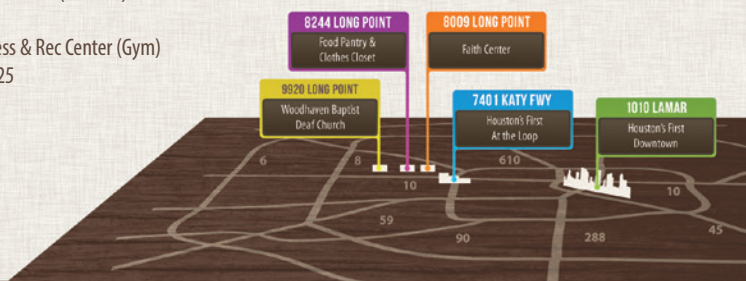 ess & Rec Center (Gym)
25
8244 LONG POINT
Food Pantry &
Clothes Closet
8009 LONG POINT
Faith Center
9920 LONG POINT
Woodhaven Baptist
Deaf Church
7401 KATY FWY
Houston's First
At the Loop
1010 LAMAR
Houston's First
Downtown
6
8
610
10
10
59
90
288
45